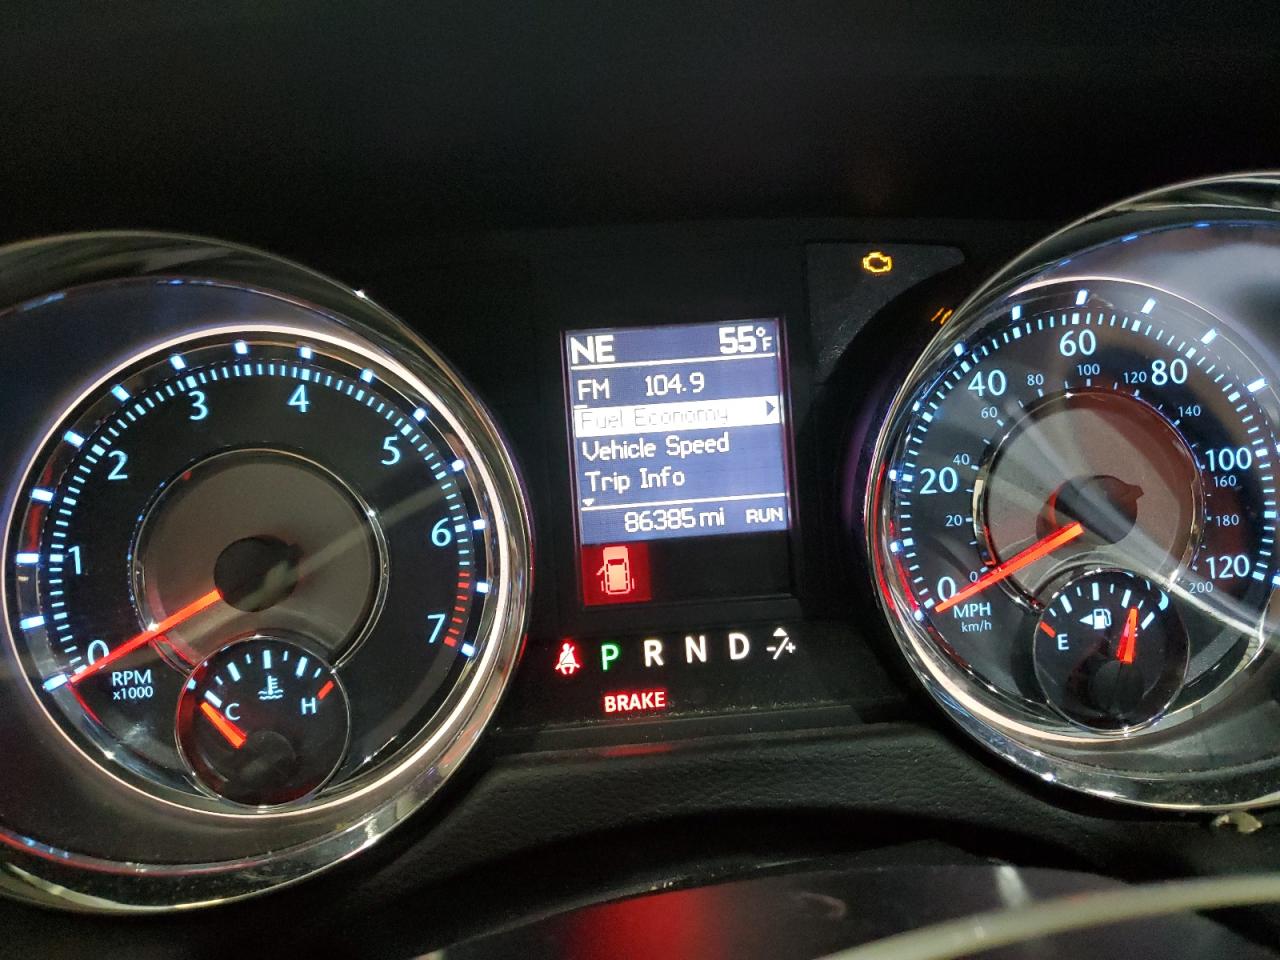 0
1
2
3
4
5
6
7
RPM
x1000
C
H
NE 55°F
FM 104.9
Fuel Economy
Vehicle Speed
Trip Info
86385 mi RUN
P R N D -/+
BRAKE
0
20
40
60
80
100
120
0
20
40
60
80
100
120
140
160
180
200
MPH
km/h
E